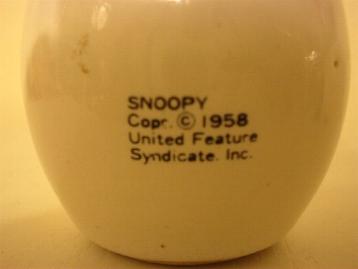 SNOOPY
Copr. © 1958
United Feature
Syndicate. Inc.